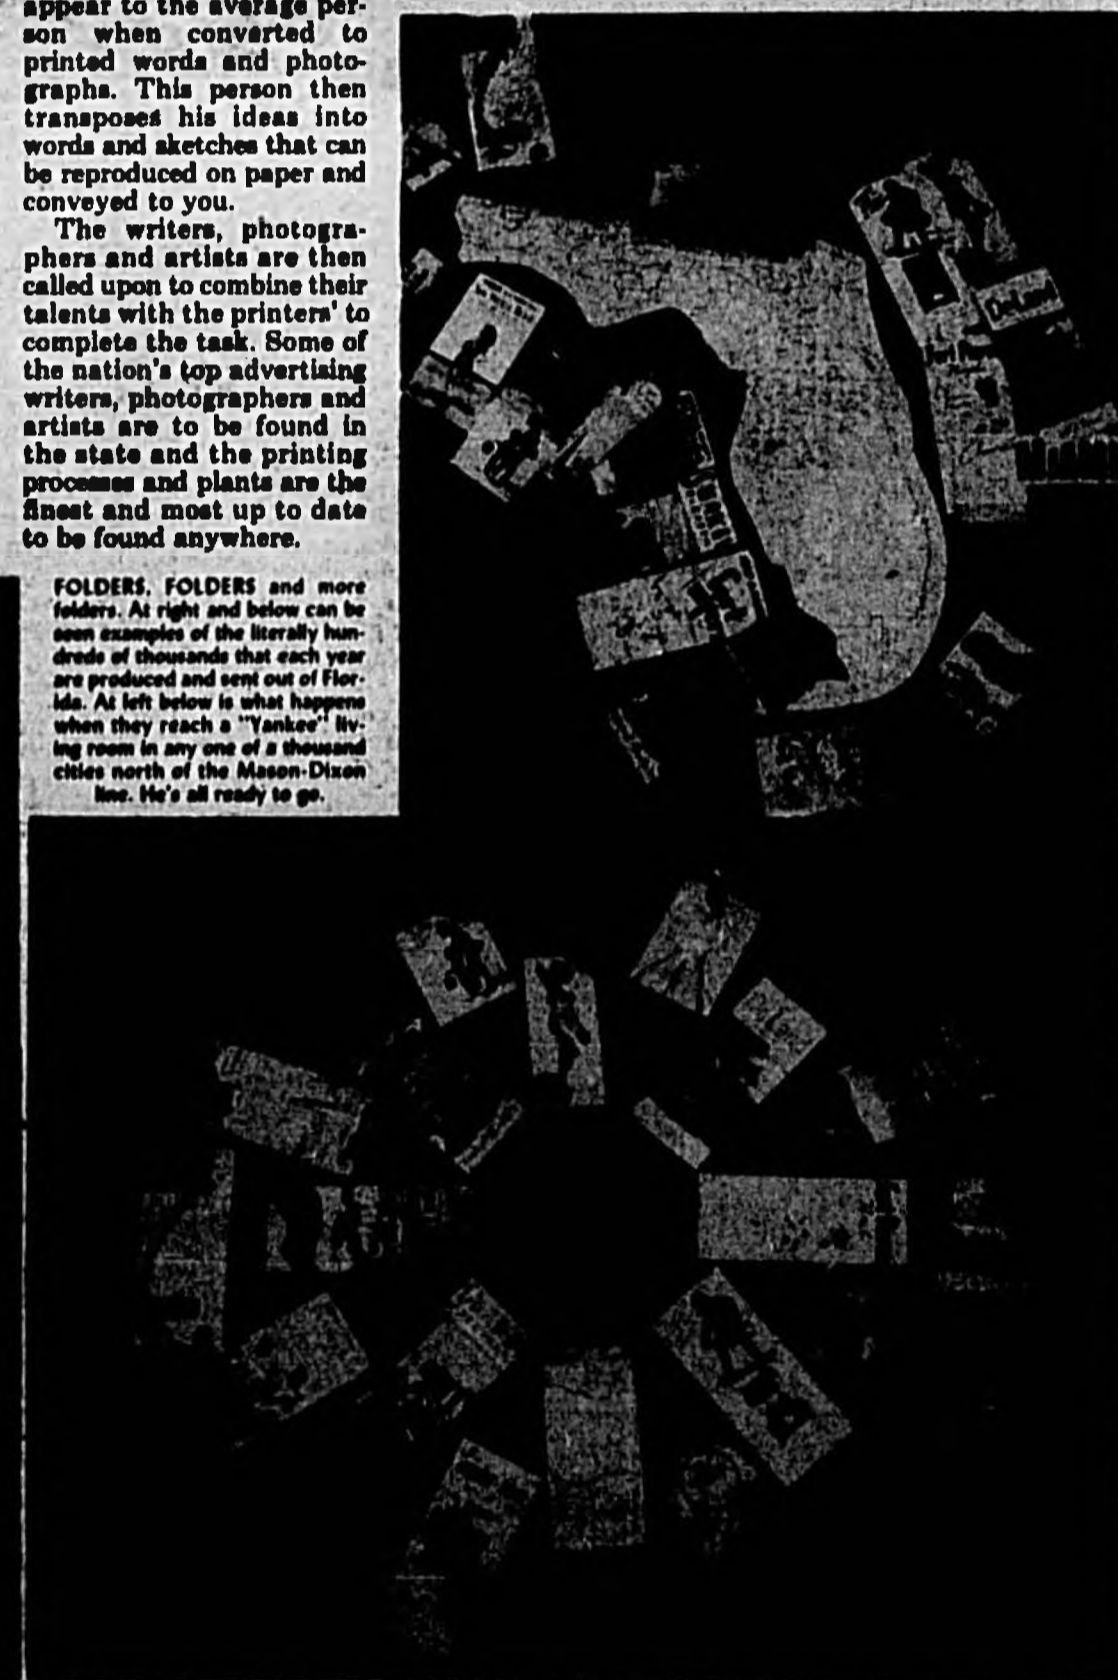 appear to the average per-
son when converted to
printed words and photo-
graphs. This person then
transposes his ideas into
words and sketches that can
be reproduced on paper and
conveyed to you.
The writers, photogra-
phers and artists are then
called upon to combine their
talents with the printers' to
complete the task. Some of
the nation's top advertising
writers, photographers and
artists are to be found in
the state and the printing
processes and plants are the
finest and most up to date
to be found anywhere.
FOLDERS, FOLDERS and more
folders. At right and below can be
seen examples of the literally hun-
dreds of thousands that each year
are produced and sent out of Flor-
ida. At left below is what happens
when they reach a "Yankee" liv-
ing room in any one of a thousand
cities north of the Mason-Dixon
line. He's all ready to go.
DeLand